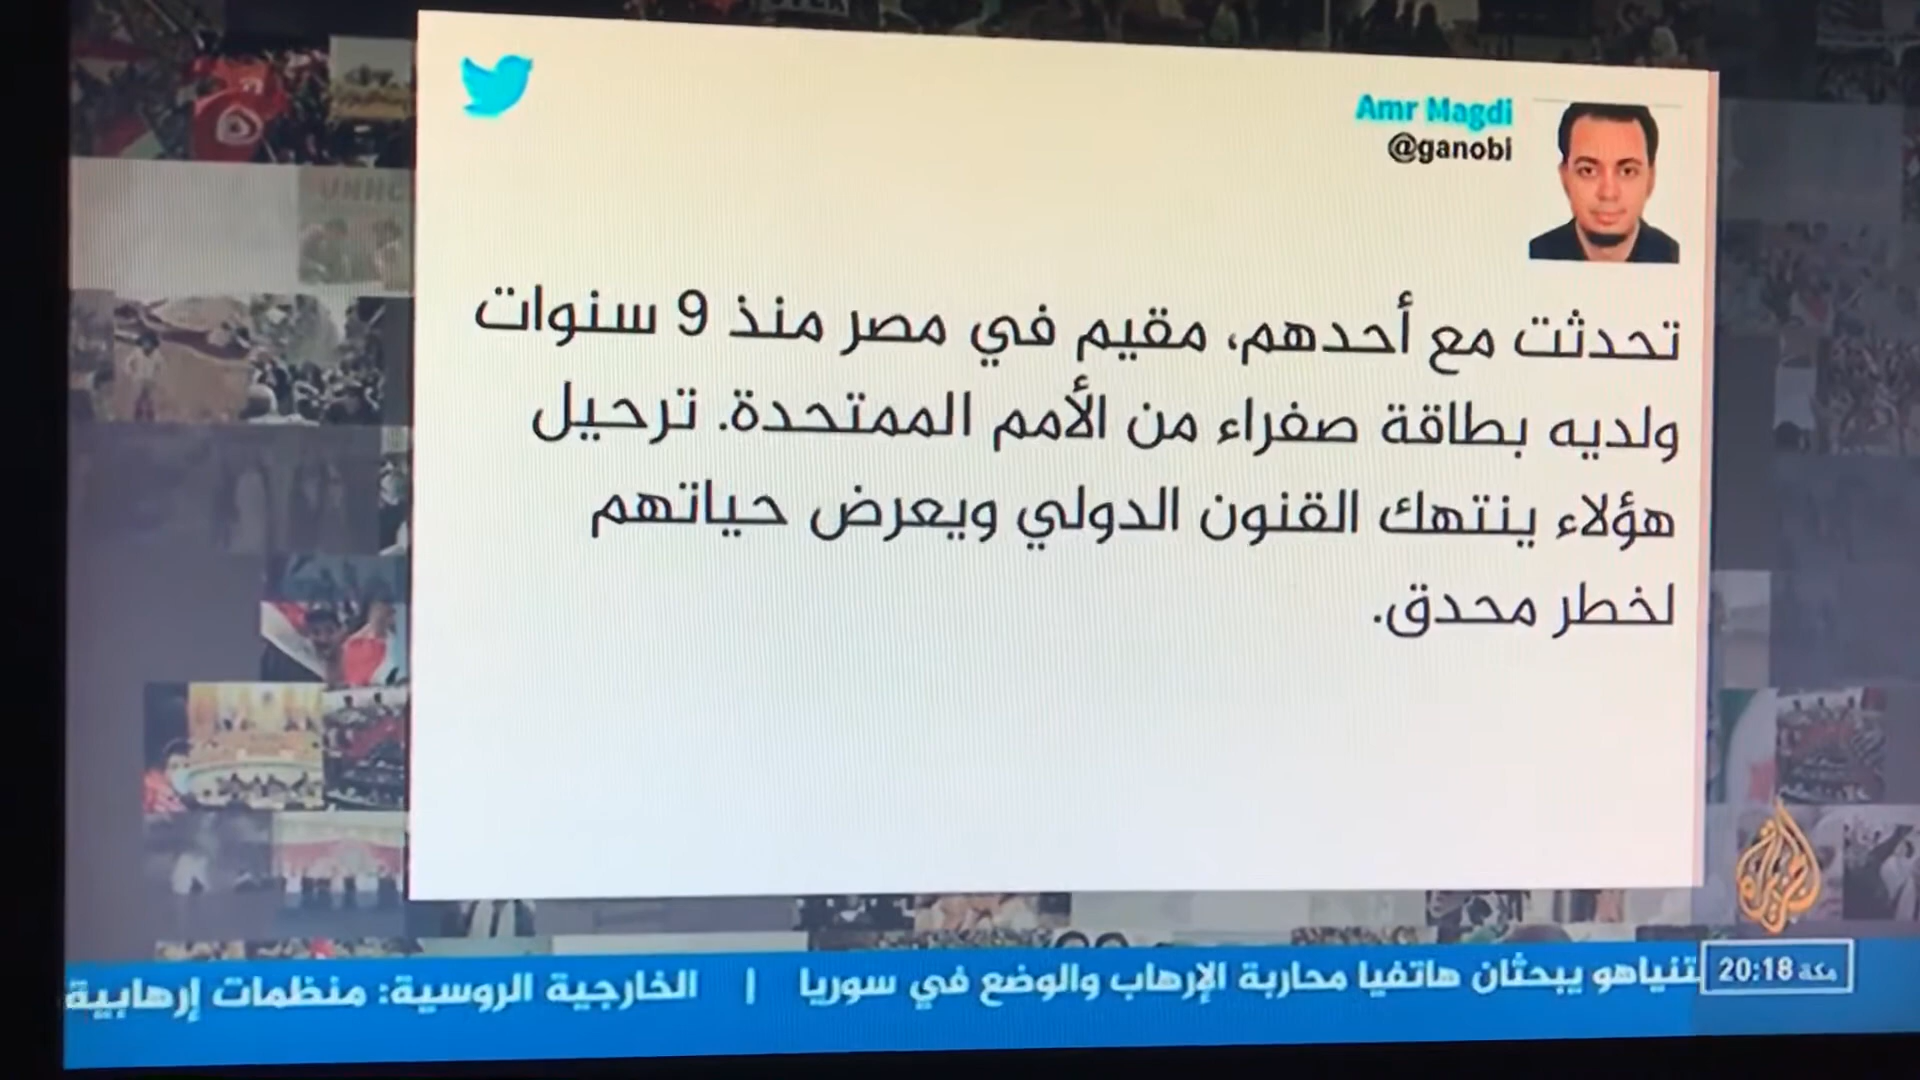 Amr Magdi
@ganobi
تحدثت مع أحدهم، مقيم في مصر منذ 9 سنوات
ولديه بطاقة صفراء من الأمم الممتحدة. ترحيل
هؤلاء ينتهك القنون الدولي ويعرض حياتهم
لخطر محدق.
مكة 20:18
تنياهو يبحثان هاتفيا محاربة الإرهاب والوضع في سوريا | الخارجية الروسية: منظمات إرهابية